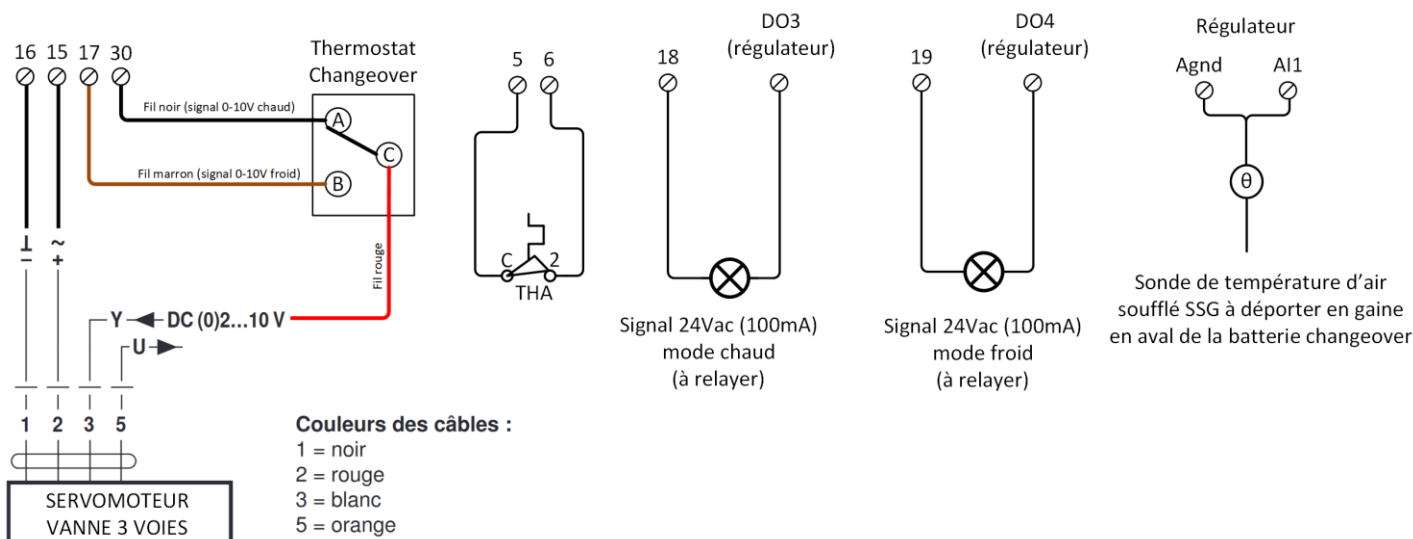 16 15 17 30
Thermostat
Changeover
Fil noir (signal 0-10V chaud)
A
C
Fil marron (signal 0-10V froid)
B
Fil rouge
⊥ ~
– +
Y DC (0)2...10 V
U
1 2 3 5
SERVOMOTEUR
VANNE 3 VOIES
Couleurs des câbles :
1 = noir
2 = rouge
3 = blanc
5 = orange
5 6
C 2
THA
18
DO3
(régulateur)
Signal 24Vac (100mA)
mode chaud
(à relayer)
19
DO4
(régulateur)
Signal 24Vac (100mA)
mode froid
(à relayer)
Régulateur
Agnd AI1
θ
Sonde de température d’air
soufflé SSG à déporter en gaine
en aval de la batterie changeover